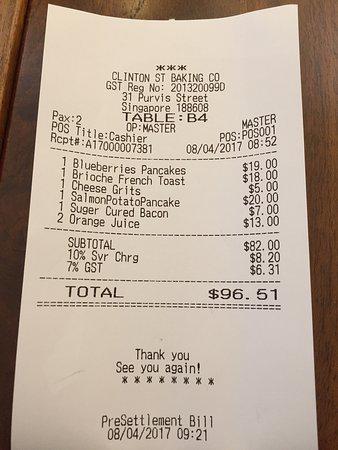 ***
CLINTON ST BAKING CO
GST Reg No: 201320099D
31 Purvis Street
Singapore 188608
TABLE:B4
Pax:2 OP:MASTER MASTER
POS Title:Cashier POS:POS001
Rcpt#:A17000007381 08/04/2017 08:52
1 Blueberries Pancakes $19.00
1 Brioche French Toast $18.00
1 Cheese Grits $5.00
1 SalmonPotatoPancake $20.00
1 Suger Cured Bacon $7.00
2 Orange Juice $13.00
SUBTOTAL $82.00
10% Svr Chrg $8.20
7% GST $6.31
TOTAL $96.51
Thank you
See you again!
* * * * * * * *
PreSettlement Bill
08/04/2017 09:21